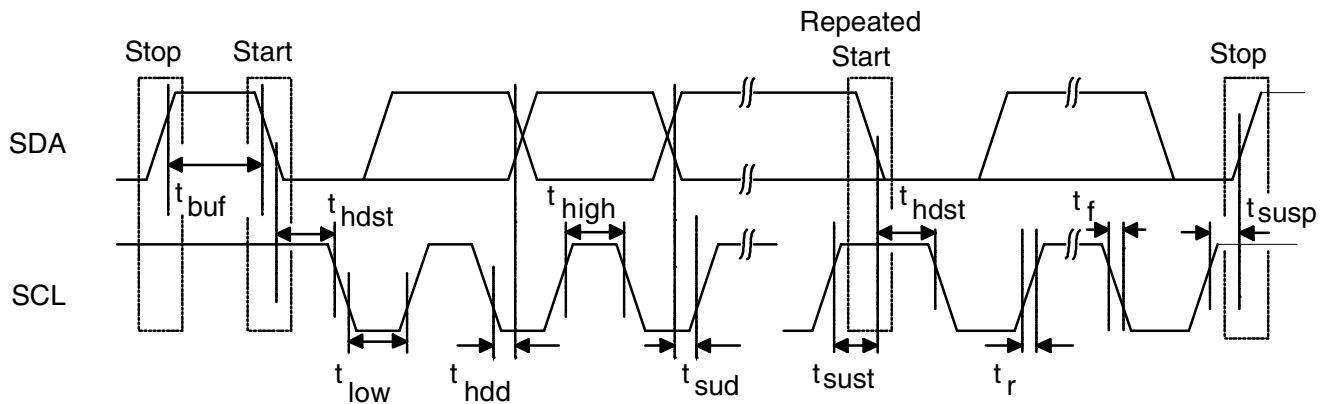 Repeated
Stop Start Start Stop
SDA
t buf t hdst t high t hdst t f t susp
SCL
t low t hdd t sud t sust t r